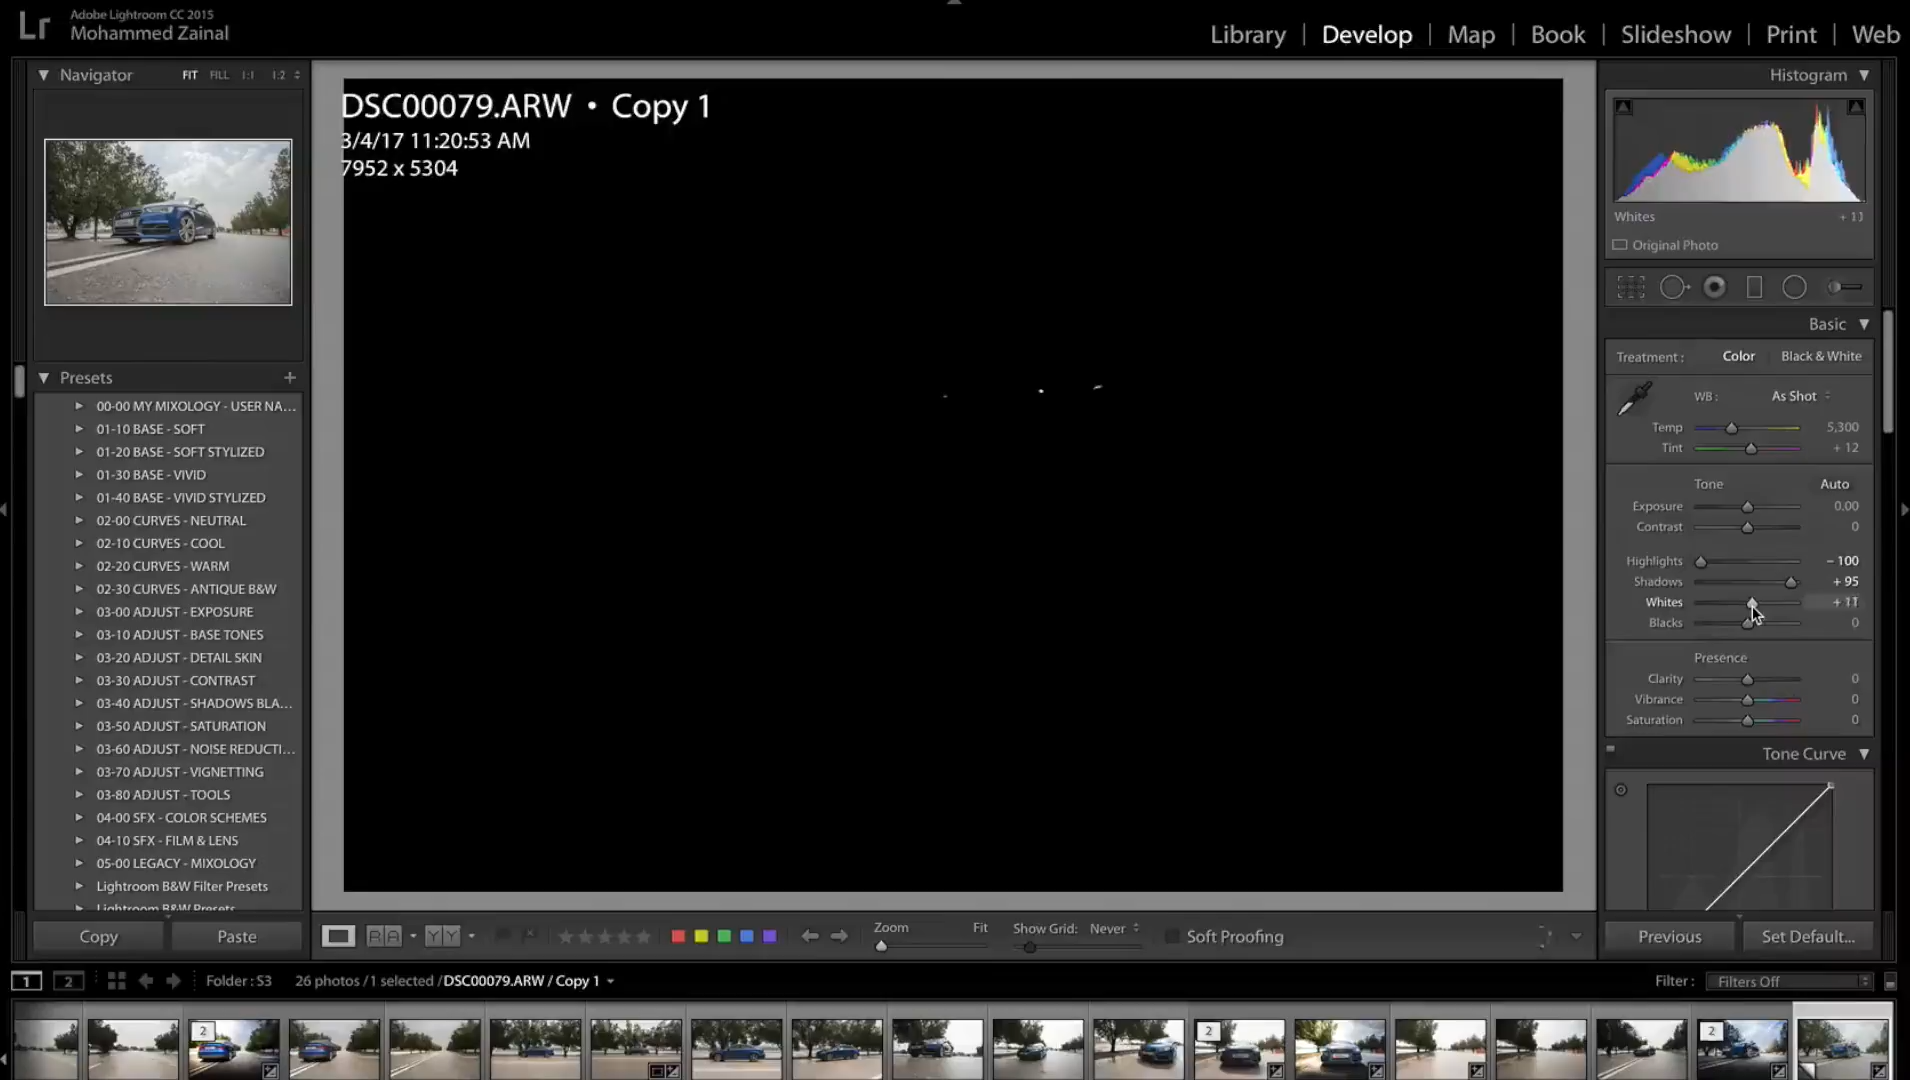 Lr
Adobe Lightroom CC 2015
Mohammed Zainal
Library | Develop | Map | Book | Slideshow | Print | Web
Navigator FIT FILL 1:1 1:2
Presets +
00-00 MY MIXOLOGY - USER NA...
01-10 BASE - SOFT
01-20 BASE - SOFT STYLIZED
01-30 BASE - VIVID
01-40 BASE - VIVID STYLIZED
02-00 CURVES - NEUTRAL
02-10 CURVES - COOL
02-20 CURVES - WARM
02-30 CURVES - ANTIQUE B&W
03-00 ADJUST - EXPOSURE
03-10 ADJUST - BASE TONES
03-20 ADJUST - DETAIL SKIN
03-30 ADJUST - CONTRAST
03-40 ADJUST - SHADOWS BLA...
03-50 ADJUST - SATURATION
03-60 ADJUST - NOISE REDUCTI...
03-70 ADJUST - VIGNETTING
03-80 ADJUST - TOOLS
04-00 SFX - COLOR SCHEMES
04-10 SFX - FILM & LENS
05-00 LEGACY - MIXOLOGY
Lightroom B&W Filter Presets
Lightroom B&W Presets
Copy Paste
DSC00079.ARW • Copy 1
3/4/17 11:20:53 AM
7952 x 5304
Histogram
Whites + 11
Original Photo
Basic
Treatment : Color Black & White
WB : As Shot
Temp 5,300
Tint + 12
Tone Auto
Exposure 0.00
Contrast 0
Highlights – 100
Shadows + 95
Whites + 11
Blacks 0
Presence
Clarity 0
Vibrance 0
Saturation 0
Tone Curve
Previous Set Default...
RA YY Zoom Fit Show Grid: Never Soft Proofing
1 2 Folder : S3 26 photos / 1 selected / DSC00079.ARW / Copy 1 Filter : Filters Off
2 2 2